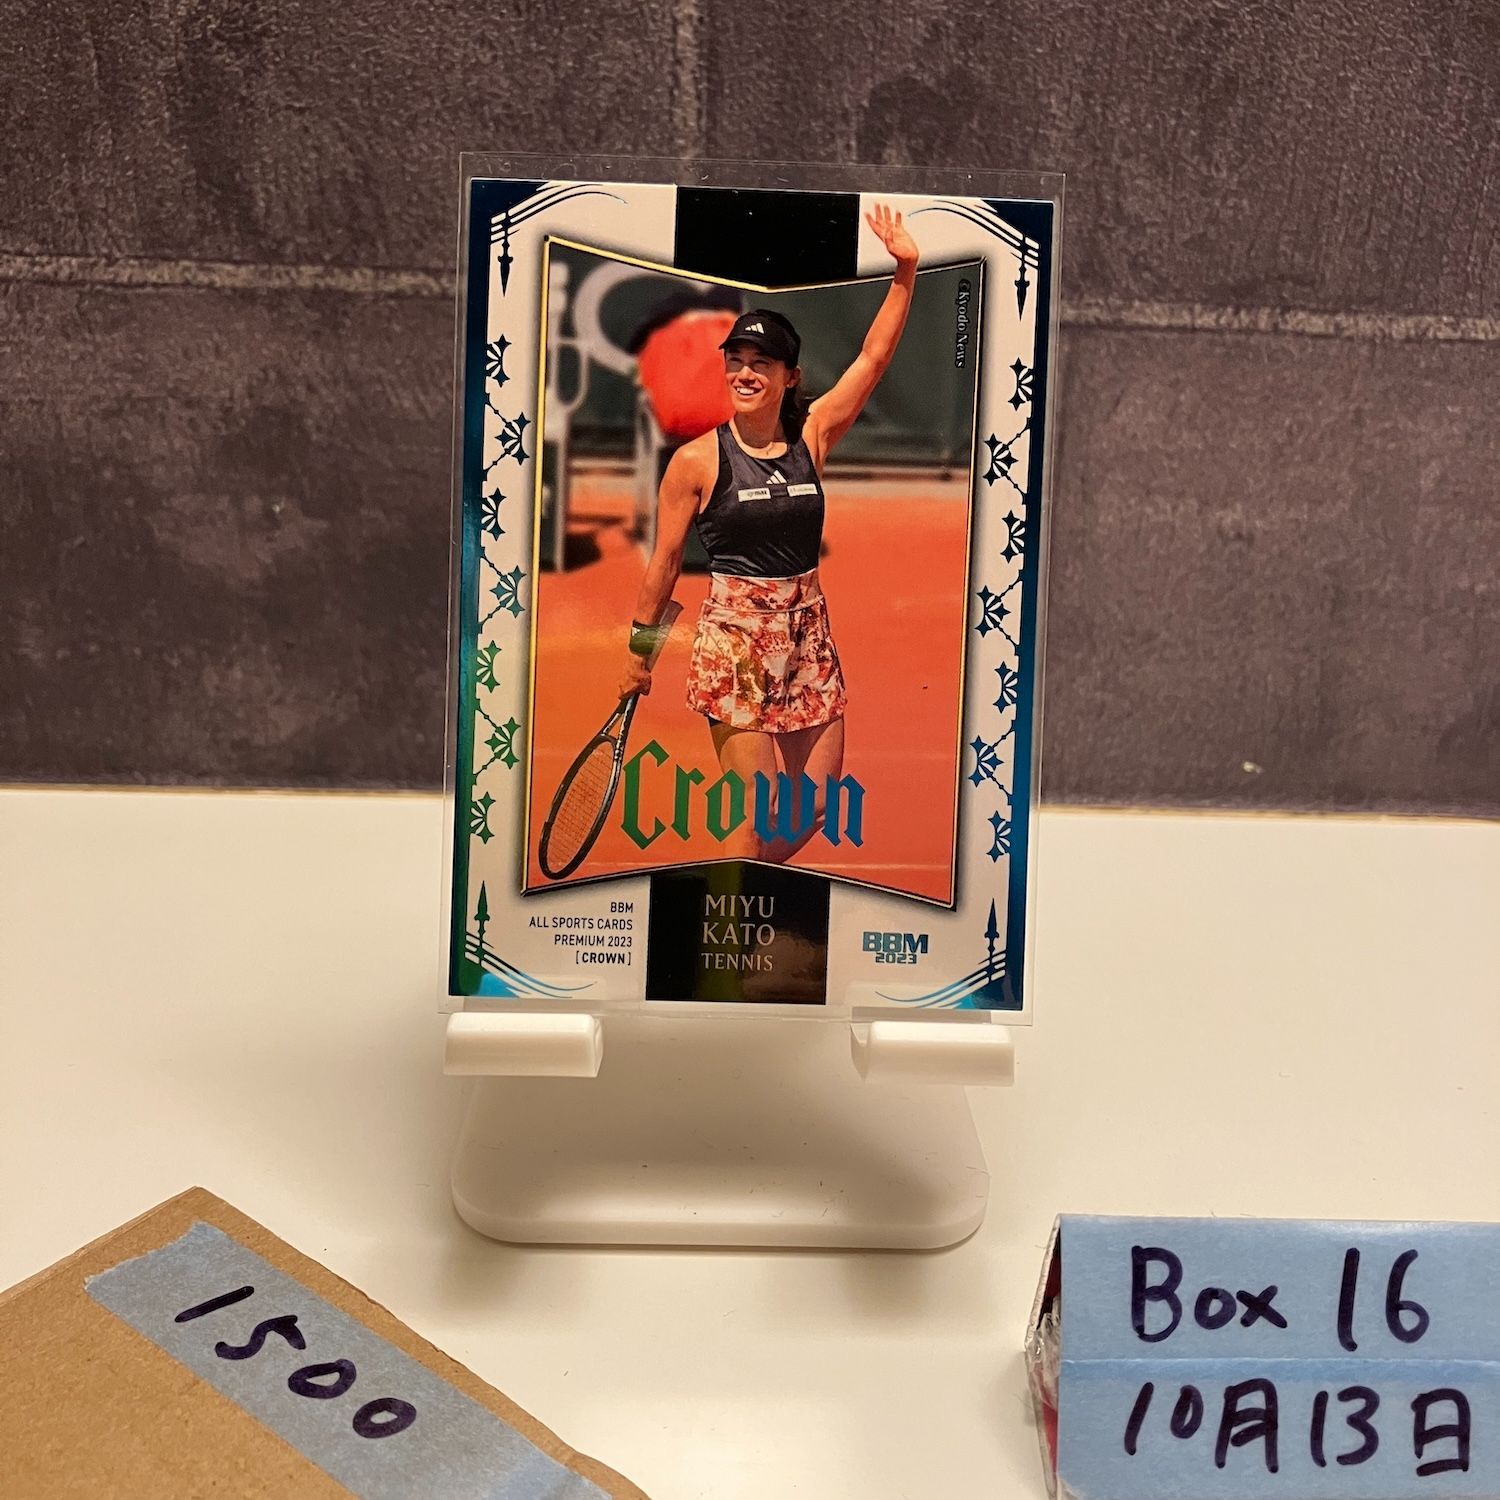 ©Kyodo News
Crown
BBM
ALL SPORTS CARDS
PREMIUM 2023
[CROWN]
MIYU
KATO
TENNIS
BBM
2023
1500
Box 16
10月13日